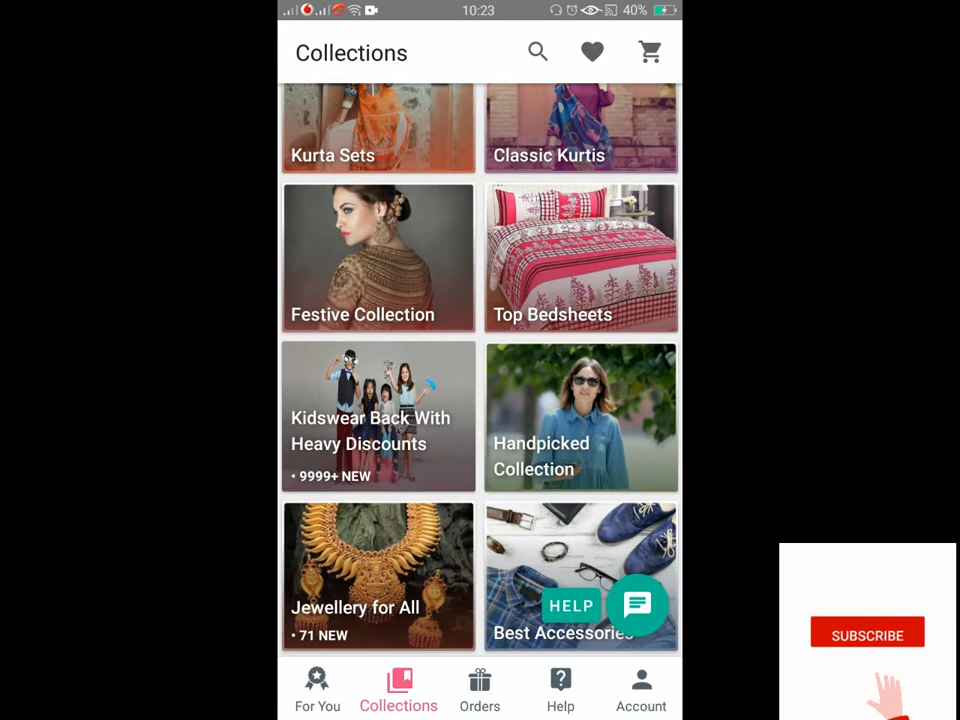 10:23
40%
Collections
Kurta Sets
Classic Kurtis
Festive Collection
Top Bedsheets
Kidswear Back With
Heavy Discounts
• 9999+ NEW
Handpicked
Collection
Jewellery for All
• 71 NEW
HELP
Best Accessories
SUBSCRIBE
For You
Collections
Orders
Help
Account